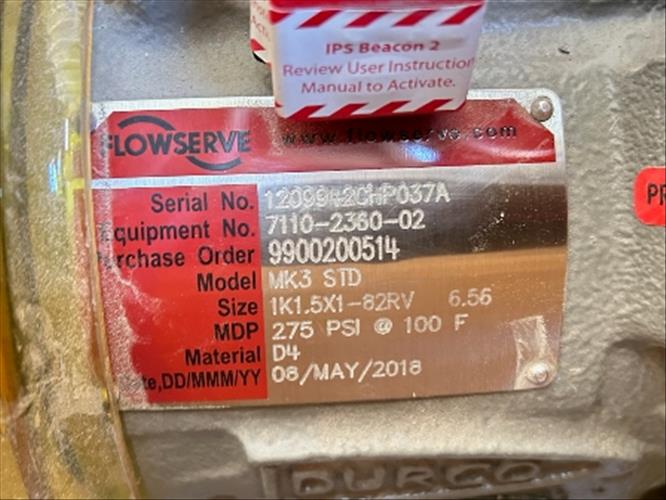 IPS Beacon 2
Review User Instruction
Manual to Activate.
FLOWSERVE
www.flowserve.com
Serial No.
Equipment No. 7110-2360-02
Purchase Order 9900200514
Model MK3 STD
Size 1K1.5X1-82RV 6.56
MDP 275 PSI @ 100 F
Material D4
Date,DD/MMM/YY 08/MAY/2018
DURCO